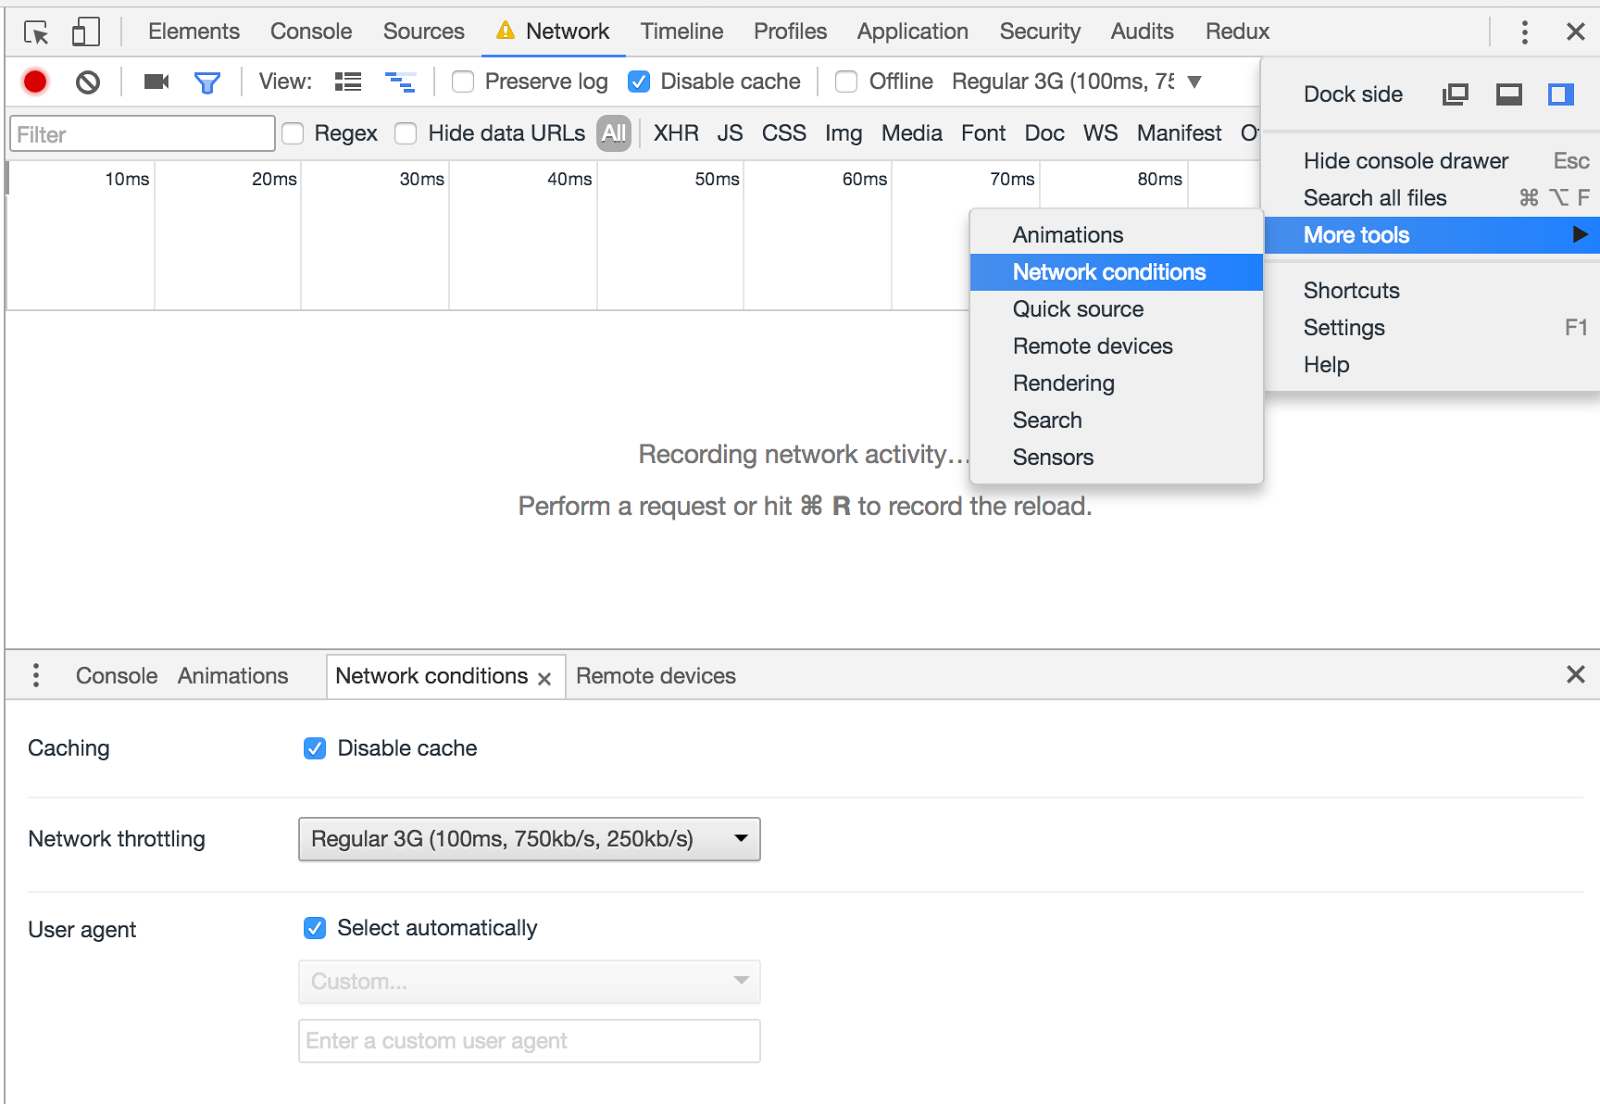 Elements Console Sources Network Timeline Profiles Application Security Audits Redux
View: Preserve log Disable cache Offline Regular 3G (100ms, 75
Dock side
Filter Regex Hide data URLs All XHR JS CSS Img Media Font Doc WS Manifest
Hide console drawer Esc
Search all files ⌘ ⌥ F
More tools ▶
Shortcuts
Settings F1
Help
10ms 20ms 30ms 40ms 50ms 60ms 70ms 80ms
Animations
Network conditions
Quick source
Remote devices
Rendering
Search
Sensors
Recording network activity…
Perform a request or hit ⌘ R to record the reload.
Console Animations Network conditions × Remote devices
Caching Disable cache
Network throttling Regular 3G (100ms, 750kb/s, 250kb/s)
User agent Select automatically
Custom...
Enter a custom user agent